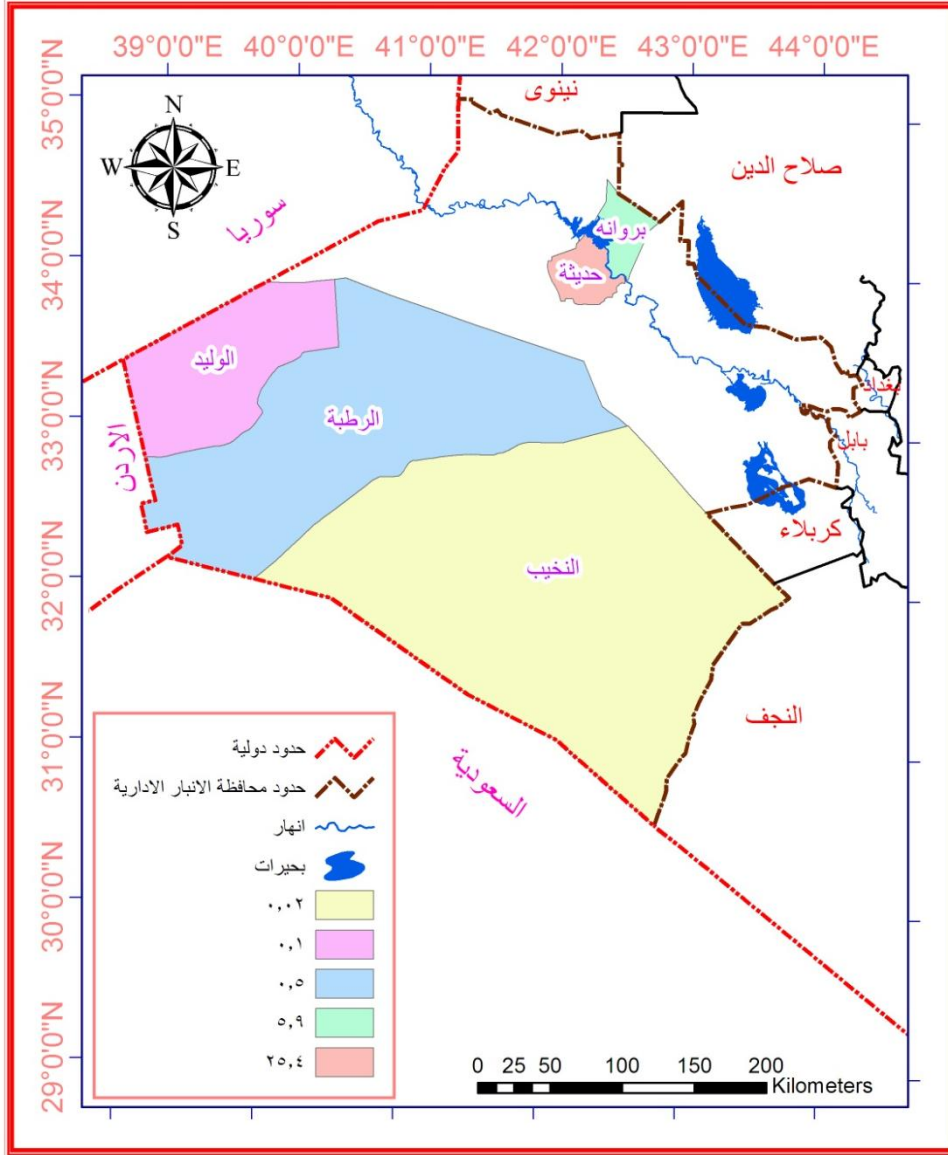 39°0'0"E 40°0'0"E 41°0'0"E 42°0'0"E 43°0'0"E 44°0'0"E
35°0'0"N
34°0'0"N
33°0'0"N
32°0'0"N
31°0'0"N
30°0'0"N
29°0'0"N
N
W E
S
نينوى
صلاح الدين
سوريا
بروانه
حديثة
الوليد
بغداد
الرطبة
بابل
الاردن
كربلاء
النخيب
النجف
السعودية
حدود دولية
حدود محافظة الانبار الادارية
انهار
بحيرات
٠,٠٢
٠,١
٠,٥
٥,٩
٢٥,٤
0 25 50 100 150 200
Kilometers